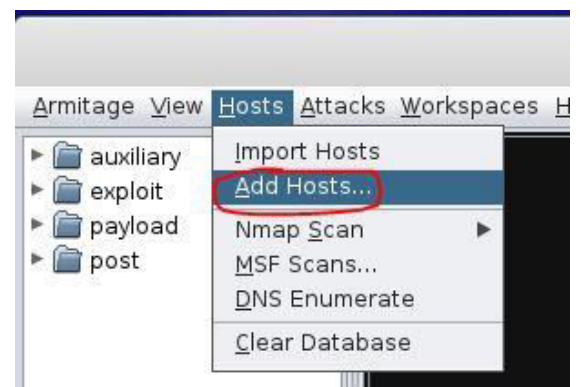 Armitage View Hosts Attacks Workspaces H
auxiliary
exploit
payload
post
Import Hosts
Add Hosts...
Nmap Scan
MSF Scans...
DNS Enumerate
Clear Database